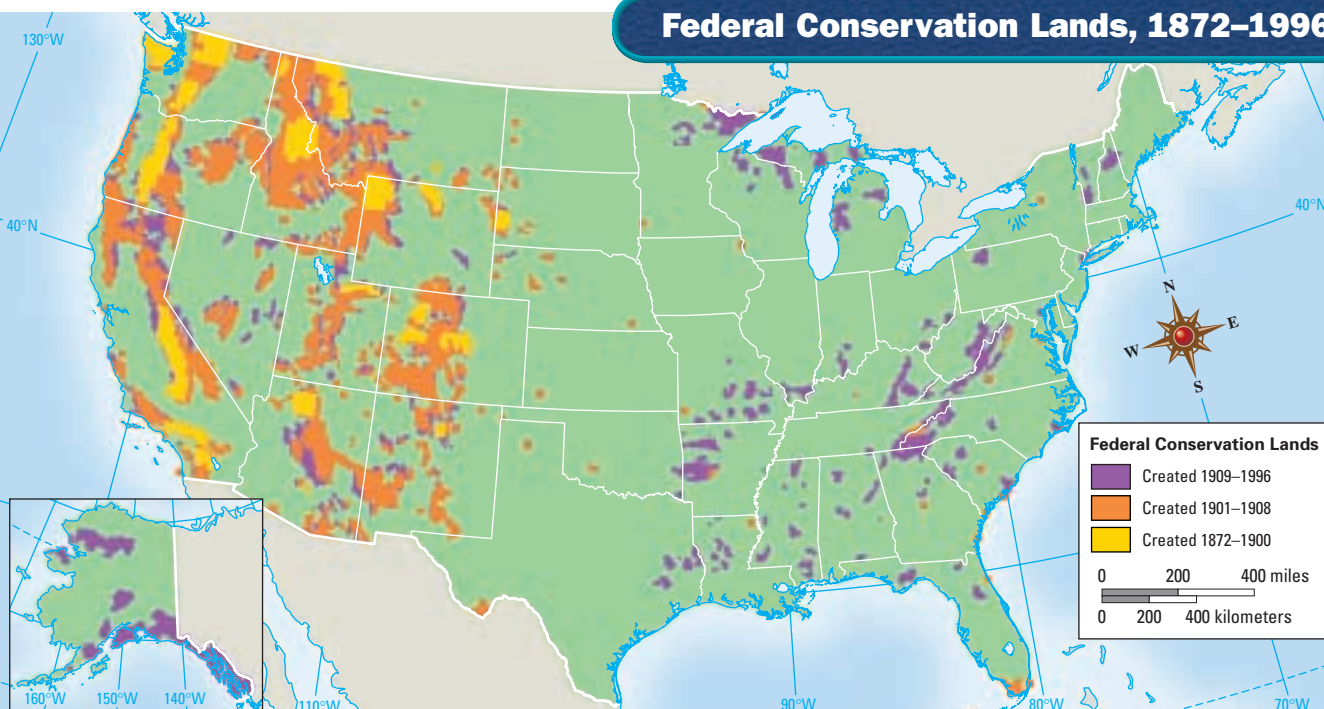 Federal Conservation Lands, 1872–1996
130°W
40°N
40°N
N
E
W
S
Federal Conservation Lands
Created 1909–1996
Created 1901–1908
Created 1872–1900
0 200 400 miles
0 200 400 kilometers
160°W 150°W 140°W 110°W 90°W 80°W 70°W